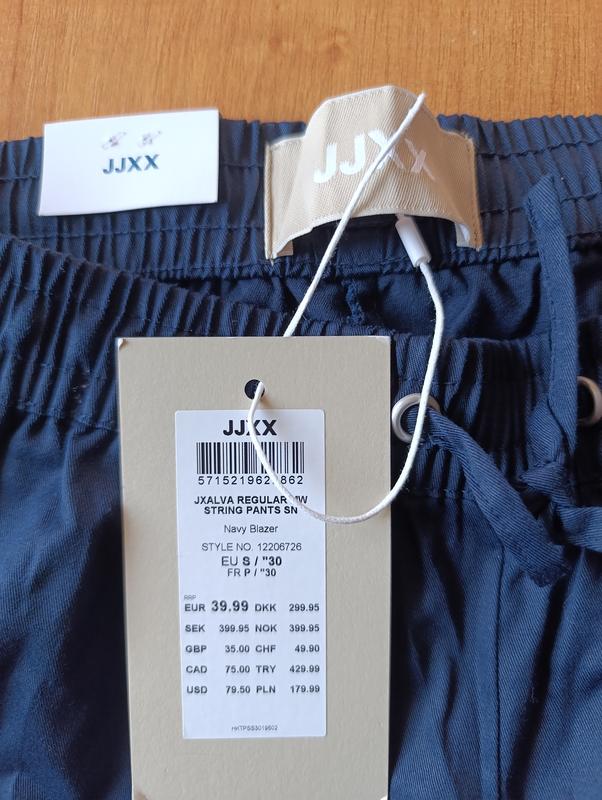 JJXX
JJXX
JJXX
JXALVA REGULAR
STRING PANTS SN
Navy Blazer
STYLE NO. 12206726
EU S / "30
FR P / "30
RRP
EUR 39.99 DKK 299.95
SEK 399.95 NOK 399.95
GBP 35.00 CHF 49.90
CAD 75.00 TRY 429.99
USD 79.50 PLN 179.99